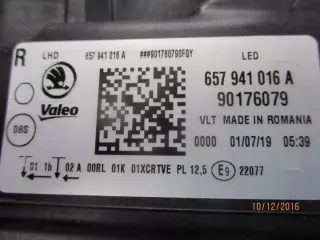 R LHD 657 941 016 A ###901760790FQY LED
657 941 016 A
Valeo
90176079
VLT MADE IN ROMANIA
08S
0000 01/07/19 05:39
01 1b 02 A 00RL 01K 01XCRTVE PL 12,5 E9 22077
10/12/2016